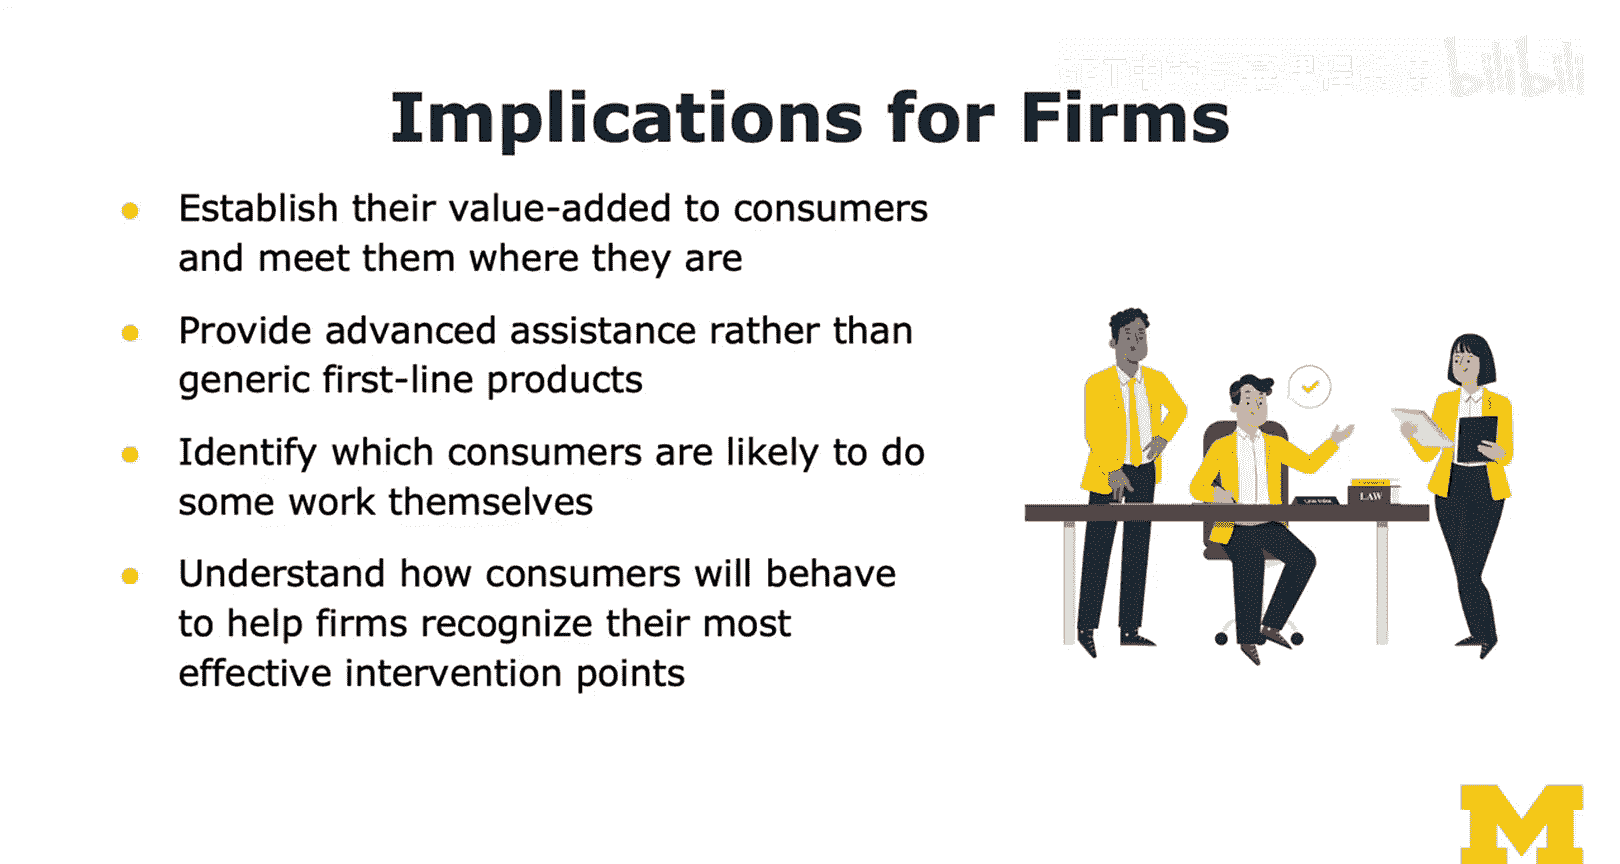 bilibili
Implications for Firms
Establish their value-added to consumers
and meet them where they are
Provide advanced assistance rather than
generic first-line products
Identify which consumers are likely to do
some work themselves
Understand how consumers will behave
to help firms recognize their most
effective intervention points
LAW
M